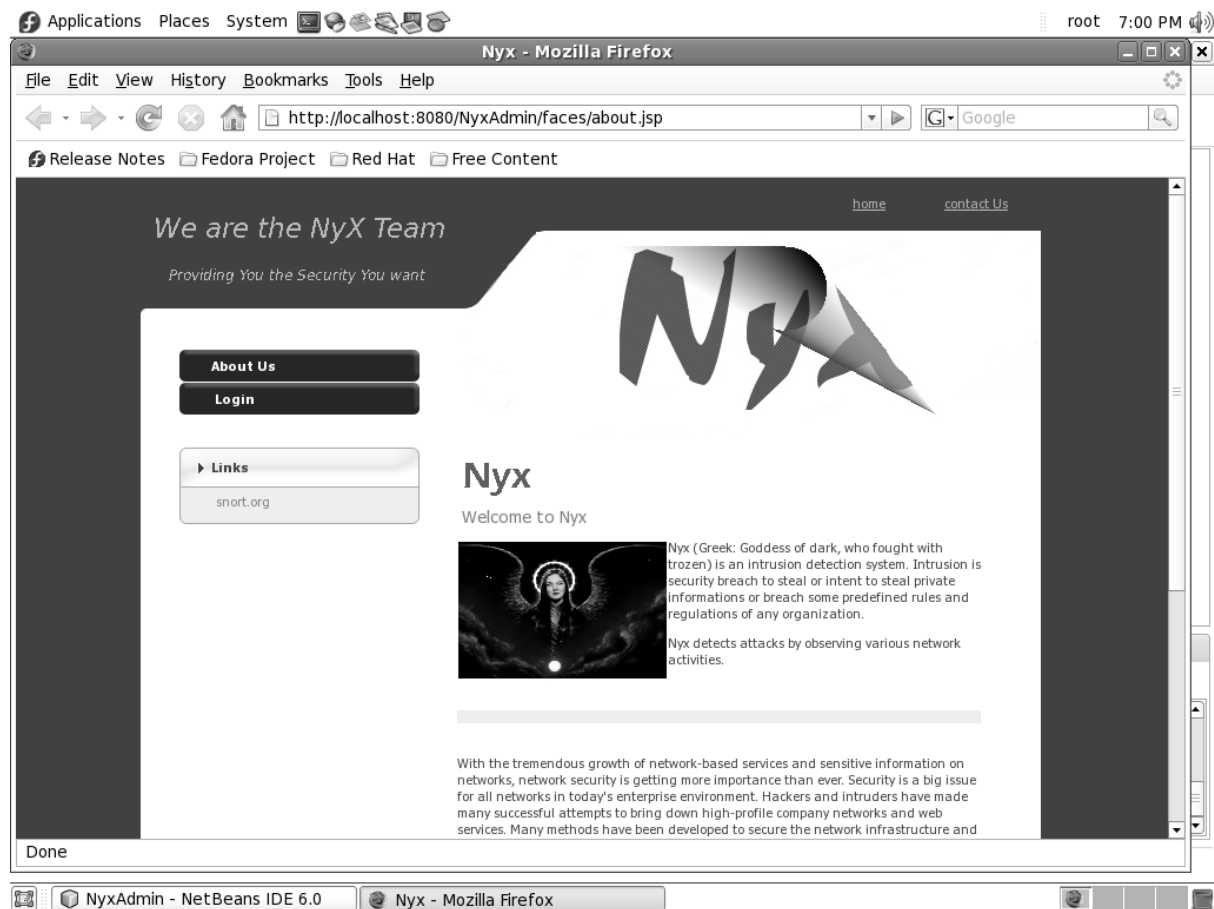 Applications Places System root 7:00 PM
Nyx - Mozilla Firefox
File Edit View History Bookmarks Tools Help
http://localhost:8080/NyxAdmin/faces/about.jsp G Google
Release Notes Fedora Project Red Hat Free Content
home contact Us
We are the NyX Team
Providing You the Security You want
Nyx
About Us
Login
Links
snort.org
Nyx
Welcome to Nyx
Nyx (Greek: Goddess of dark, who fought with
trozen) is an intrusion detection system. Intrusion is
security breach to steal or intent to steal private
informations or breach some predefined rules and
regulations of any organization.
Nyx detects attacks by observing various network
activities.
With the tremendous growth of network-based services and sensitive information on
networks, network security is getting more importance than ever. Security is a big issue
for all networks in today's enterprise environment. Hackers and intruders have made
many successful attempts to bring down high-profile company networks and web
services. Many methods have been developed to secure the network infrastructure and
Done
NyxAdmin - NetBeans IDE 6.0 Nyx - Mozilla Firefox